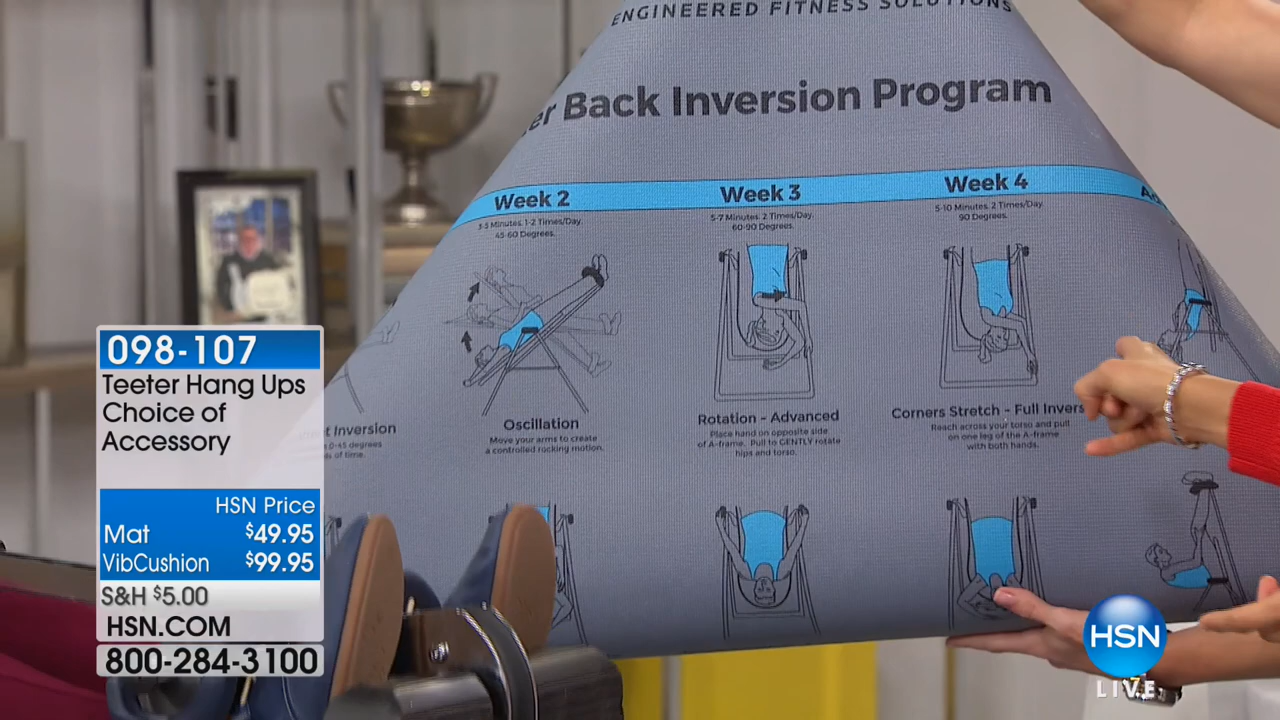 ENGINEERED FITNESS SOLUTIONS
Back Inversion Program
Week 2
3-5 Minutes, 1-2 Times/Day,
45-60 Degrees.
Week 3
5-7 Minutes, 2 Times/Day,
60-90 Degrees.
Week 4
5-10 Minutes, 2 Times/Day,
90 Degrees.
Inversion
0-45 degrees
of time.
Oscillation
Move your arms to create
a controlled rocking motion.
Rotation - Advanced
Place hand on opposite side
of A-frame. Pull to GENTLY rotate
hips and torso.
Corners Stretch - Full Invers
Reach across your torso and pull
on one leg of the A-frame
with both hands.
098-107
Teeter Hang Ups
Choice of
Accessory
HSN Price
Mat $49.95
VibCushion $99.95
S&H $5.00
HSN.COM
800-284-3100
HSN
LIVE